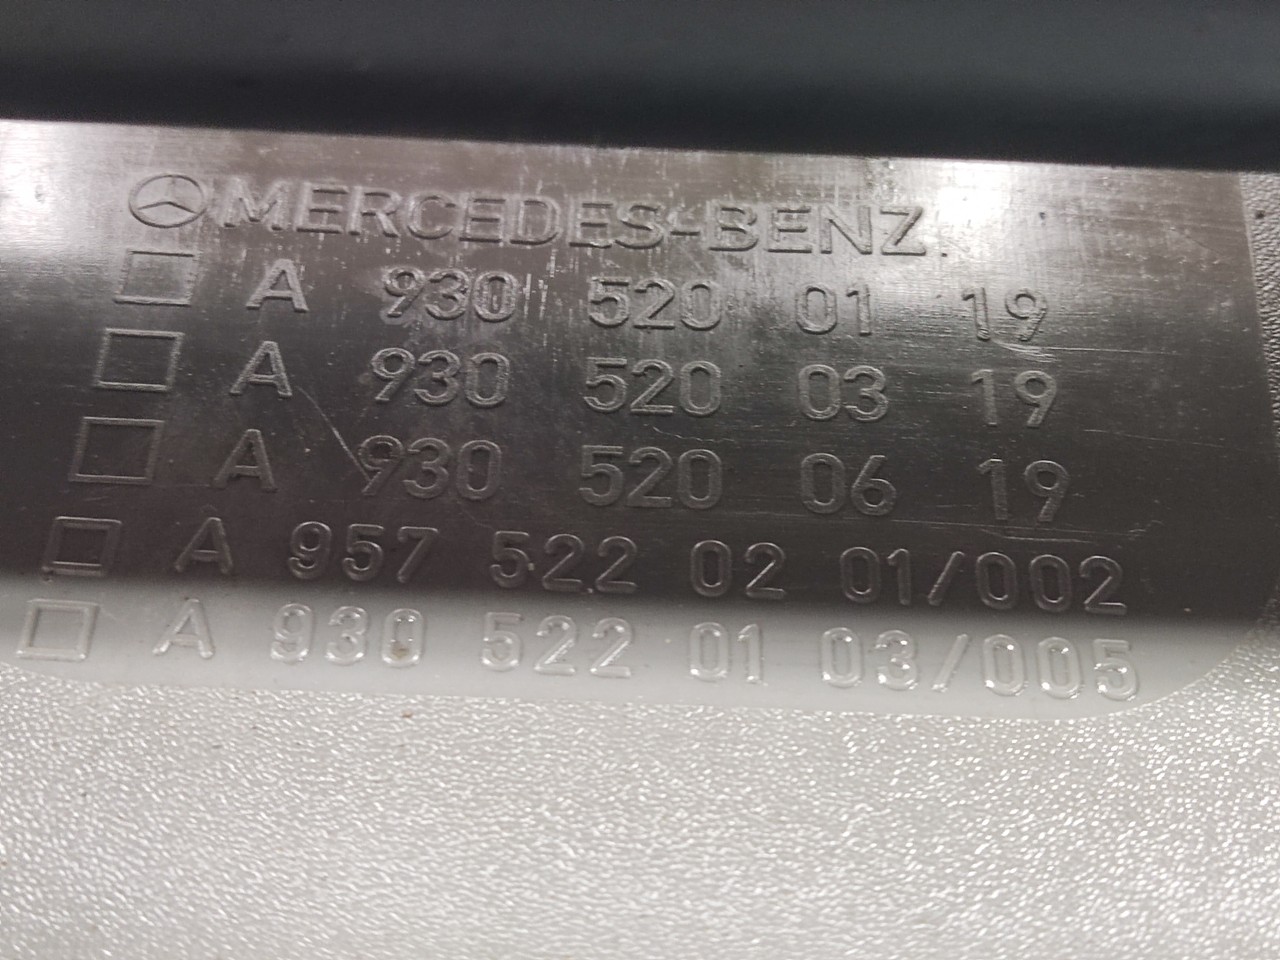 MERCEDES-BENZ
A 930 520 01 19
A 930 520 03 19
A 930 520 06 19
A 957 522 02 01/002
A 930 522 01 03/005